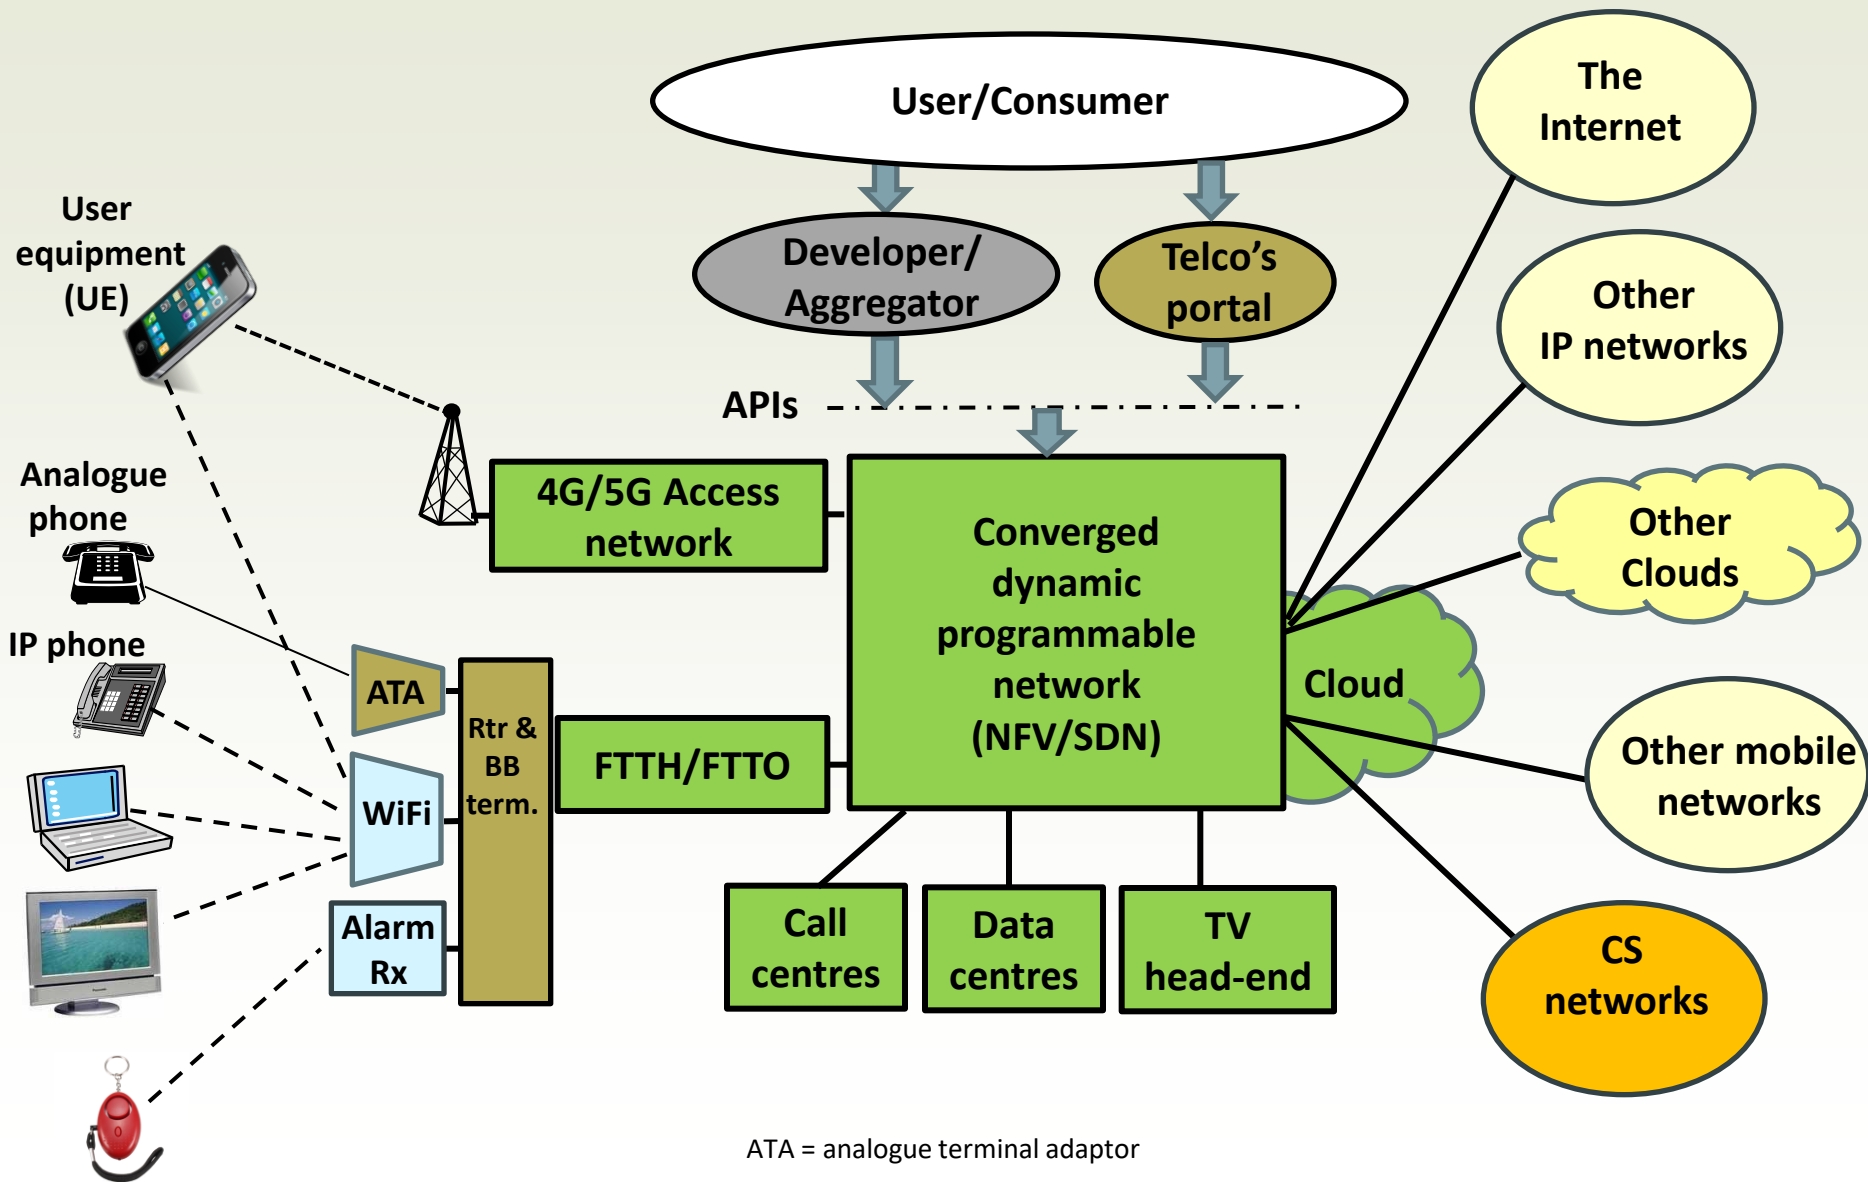 User/Consumer
The
Internet
User
equipment
(UE)
Developer/
Aggregator
Telco’s
portal
Other
IP networks
APIs
Analogue
phone
4G/5G Access
network
Converged
dynamic
programmable
network
(NFV/SDN)
Other
Clouds
IP phone
ATA
Rtr &
BB
term.
FTTH/FTTO
Cloud
WiFi
Other mobile
networks
Alarm
Rx
Call
centres
Data
centres
TV
head-end
CS
networks
ATA = analogue terminal adaptor